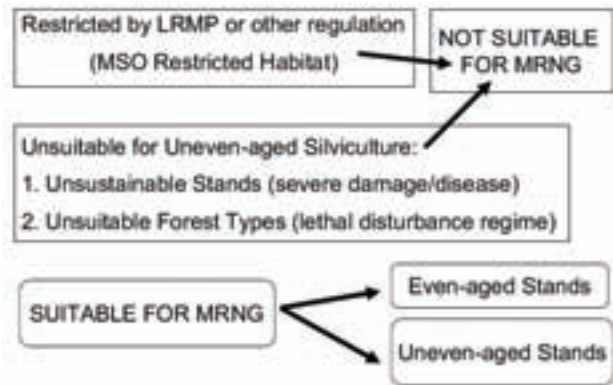 Restricted by LRMP or other regulation
(MSO Restricted Habitat)
NOT SUITABLE
FOR MRNG
Unsuitable for Uneven-aged Silviculture:
1. Unsustainable Stands (severe damage/disease)
2. Unsuitable Forest Types (lethal disturbance regime)
SUITABLE FOR MRNG
Even-aged Stands
Uneven-aged Stands